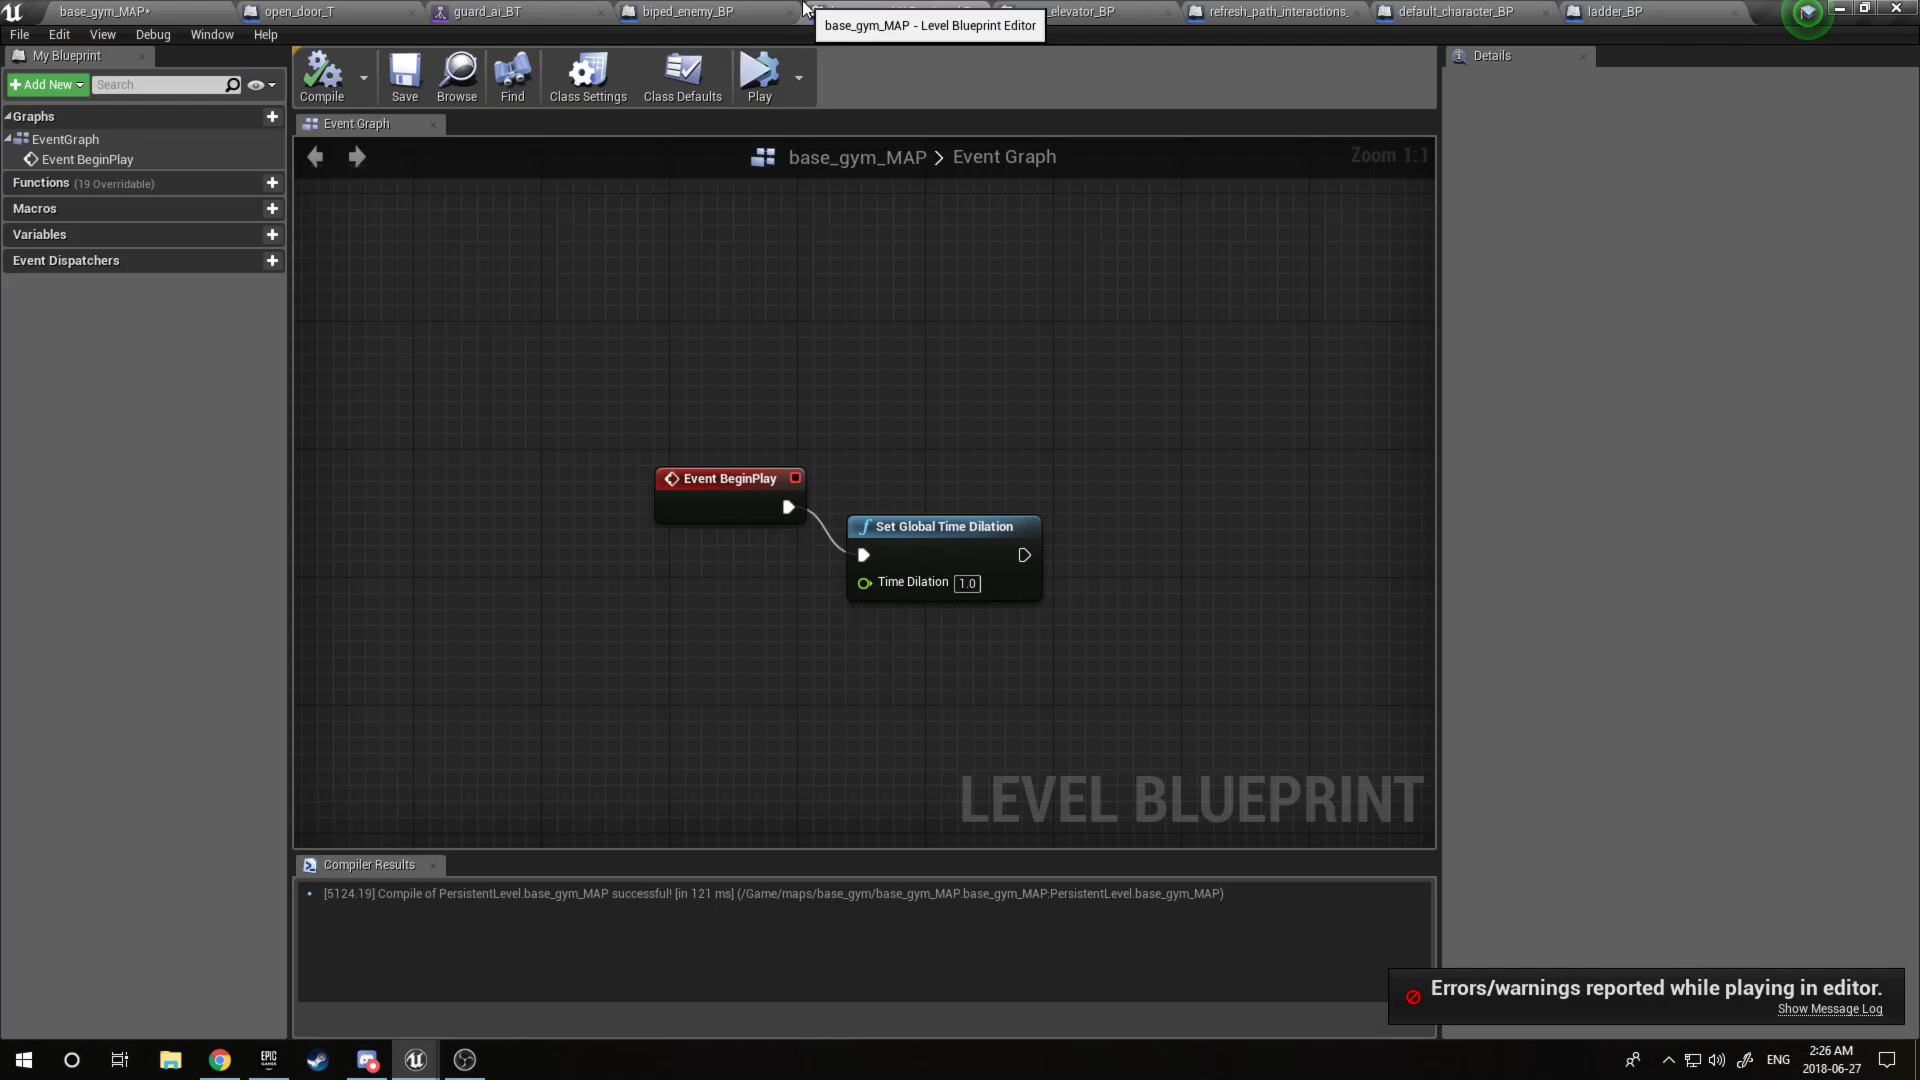 base_gym_MAP*
open_door_T
guard_ai_BT
biped_enemy_BP
_elevator_BP
refresh_path_interactions_
default_character_BP
ladder_BP
base_gym_MAP - Level Blueprint Editor
File Edit View Debug Window Help
My Blueprint
Add New
Search
Graphs
EventGraph
Event BeginPlay
Functions (19 Overridable)
Macros
Variables
Event Dispatchers
Compile
Save
Browse
Find
Class Settings
Class Defaults
Play
Event Graph
base_gym_MAP > Event Graph
Zoom 1:1
Event BeginPlay
Set Global Time Dilation
Time Dilation 1.0
LEVEL BLUEPRINT
Details
Compiler Results
[5124.19] Compile of PersistentLevel.base_gym_MAP successful! [in 121 ms] (/Game/maps/base_gym/base_gym_MAP.base_gym_MAP:PersistentLevel.base_gym_MAP)
Errors/warnings reported while playing in editor.
Show Message Log
EPIC
GAMES
ENG
2:26 AM
2018-06-27